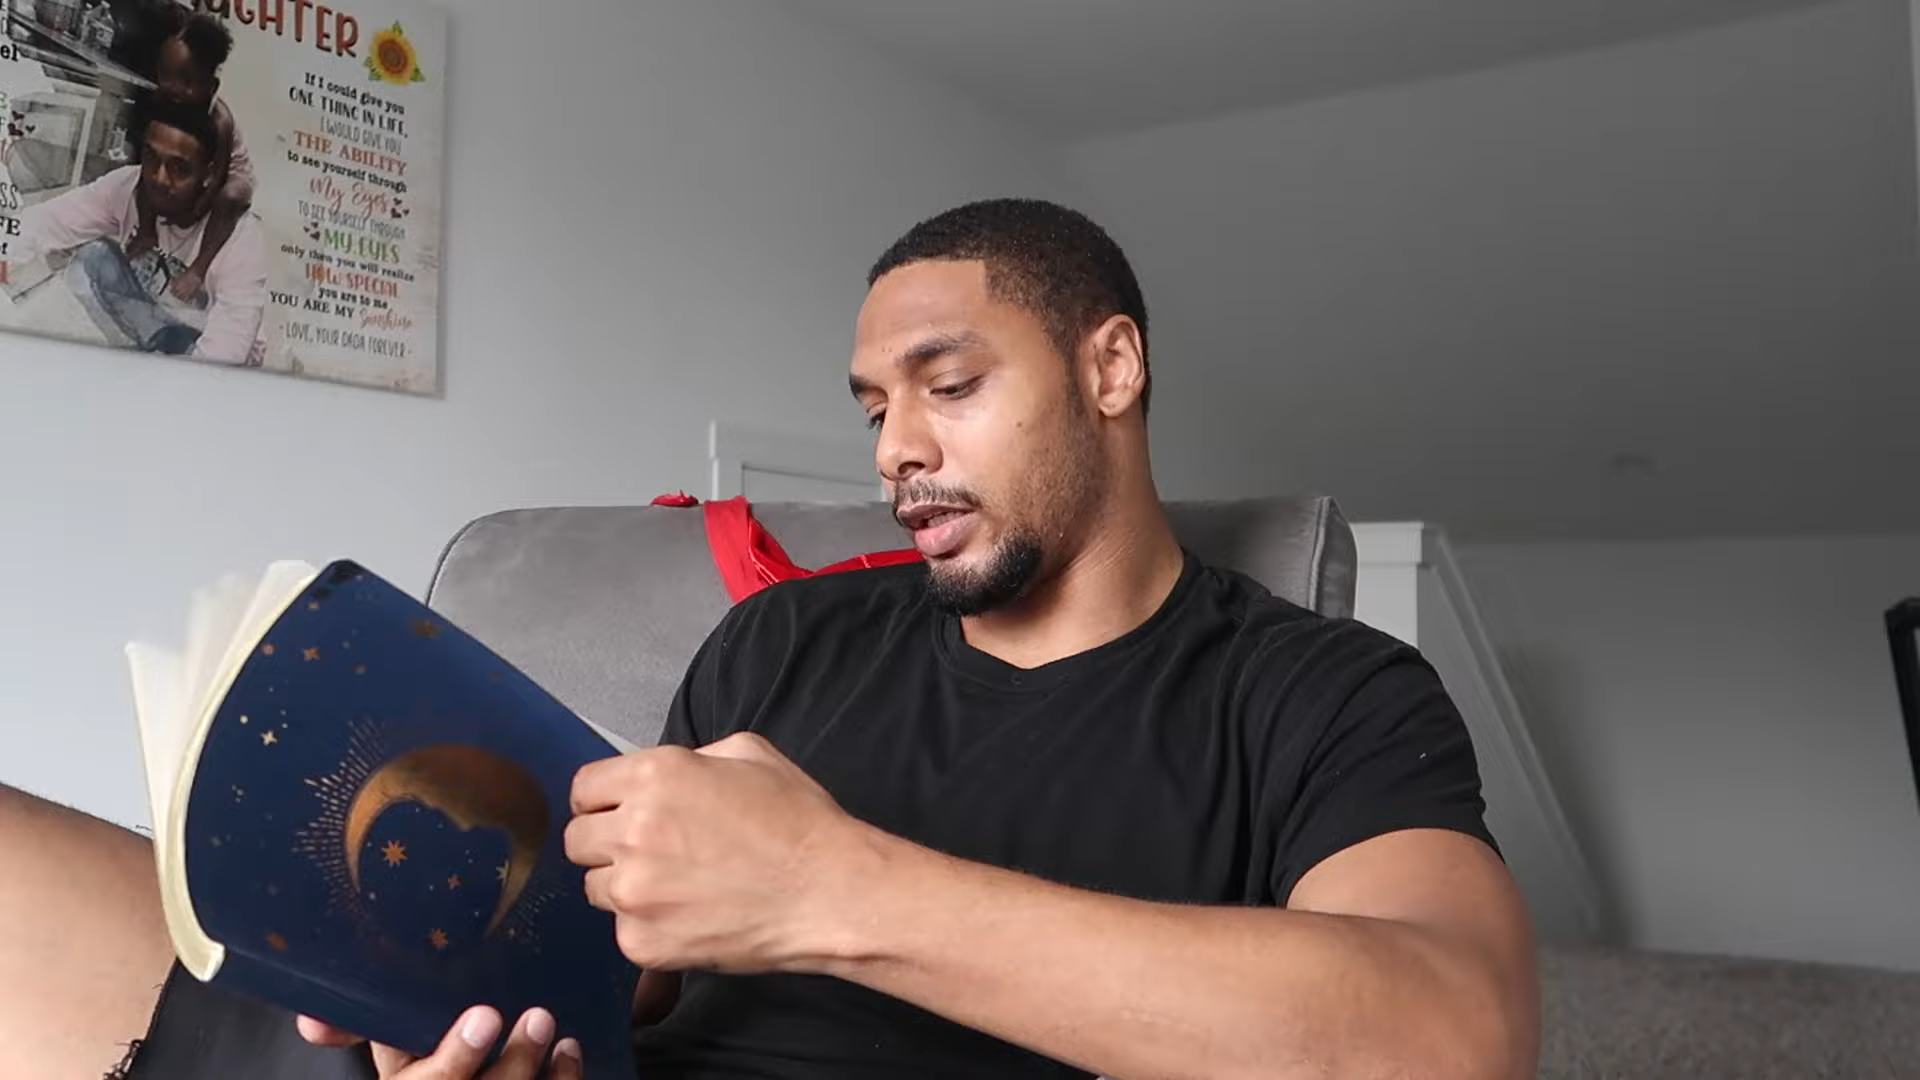 UGHTER
el
If I could give you
ONE THING IN LIFE,
I WOULD GIVE YOU
THE ABILITY
to see yourself through
My Eyes
TO SEE YOURSELF THROUGH
MY EYES
only then you will realize
HOW SPECIAL
you are to me
YOU ARE MY Sunshine
- LOVE, YOUR DADA FOREVER -